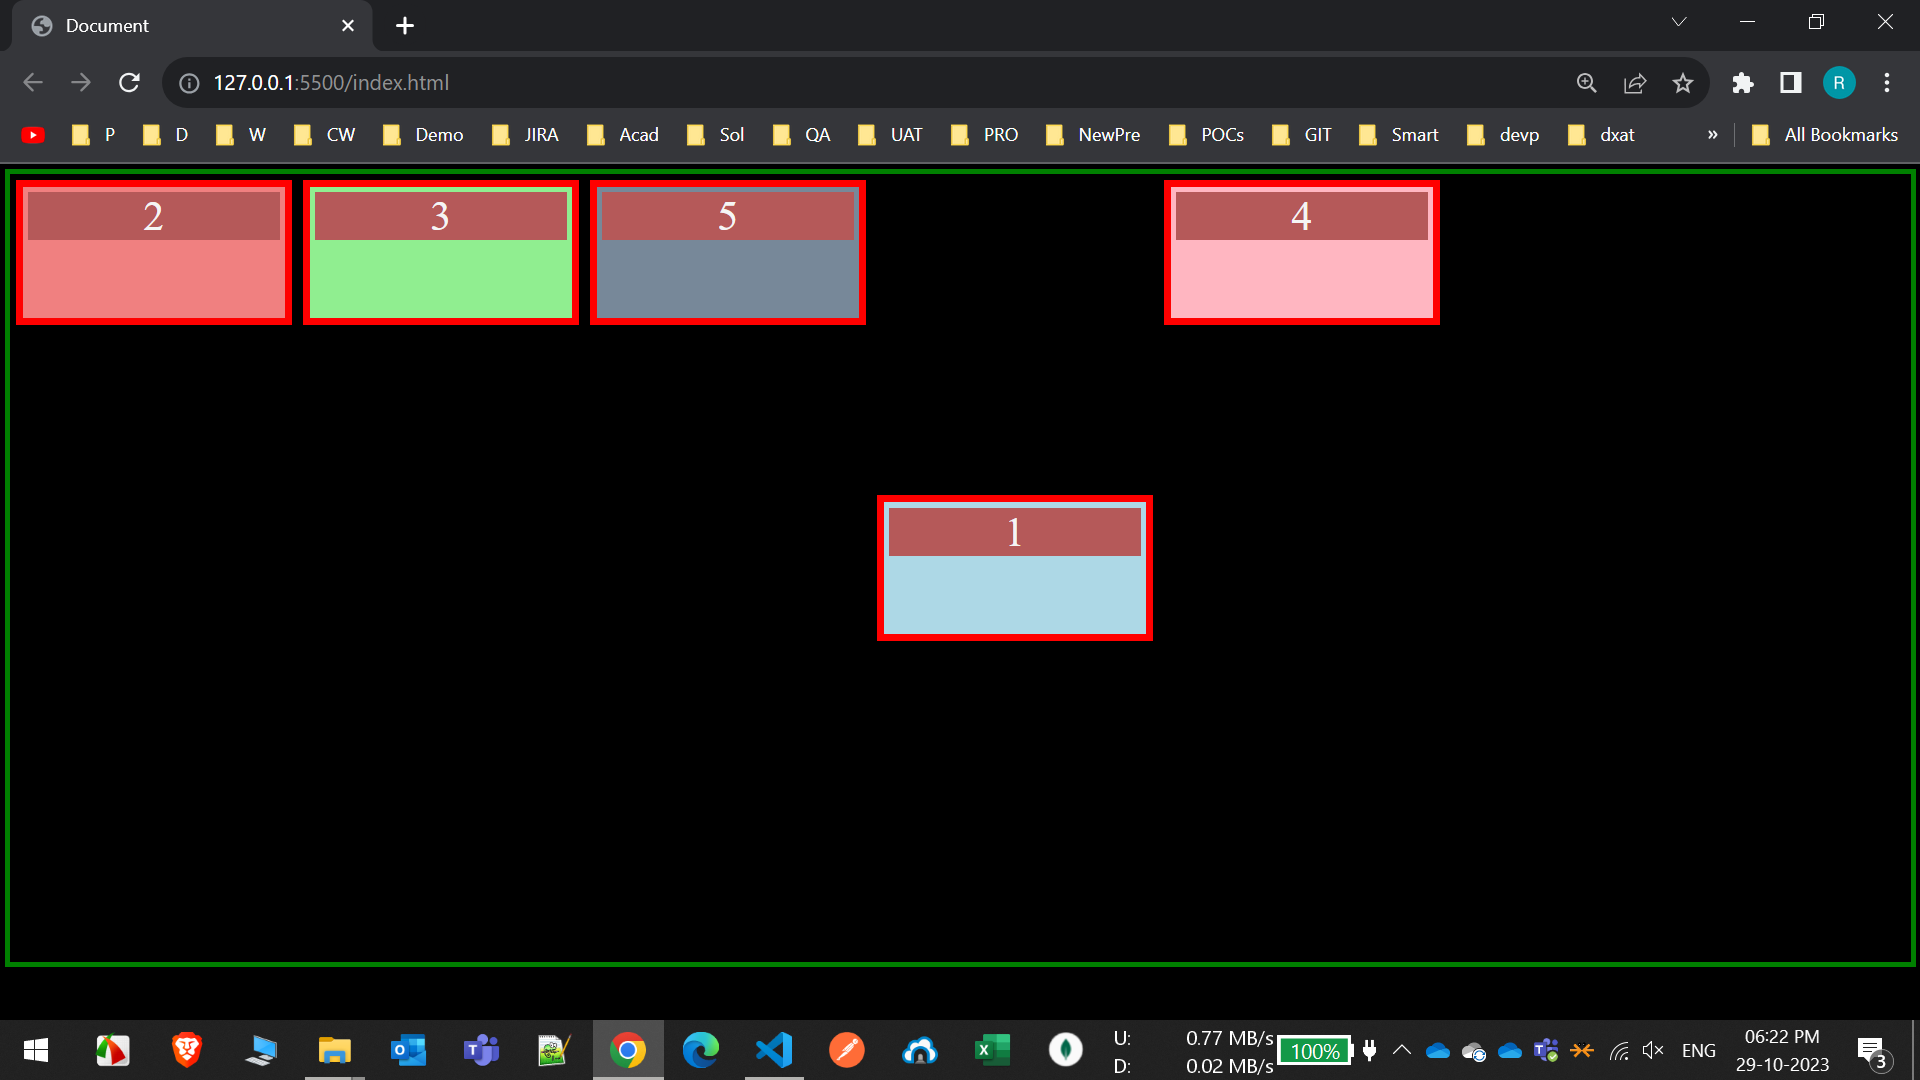 Document
127.0.0.1:5500/index.html
R
P D W CW Demo JIRA Acad Sol QA UAT PRO NewPre POCs GIT Smart devp dxat » All Bookmarks
2 3 5 4
1
U: 0.77 MB/s
D: 0.02 MB/s
100%
ENG
06:22 PM
29-10-2023
3